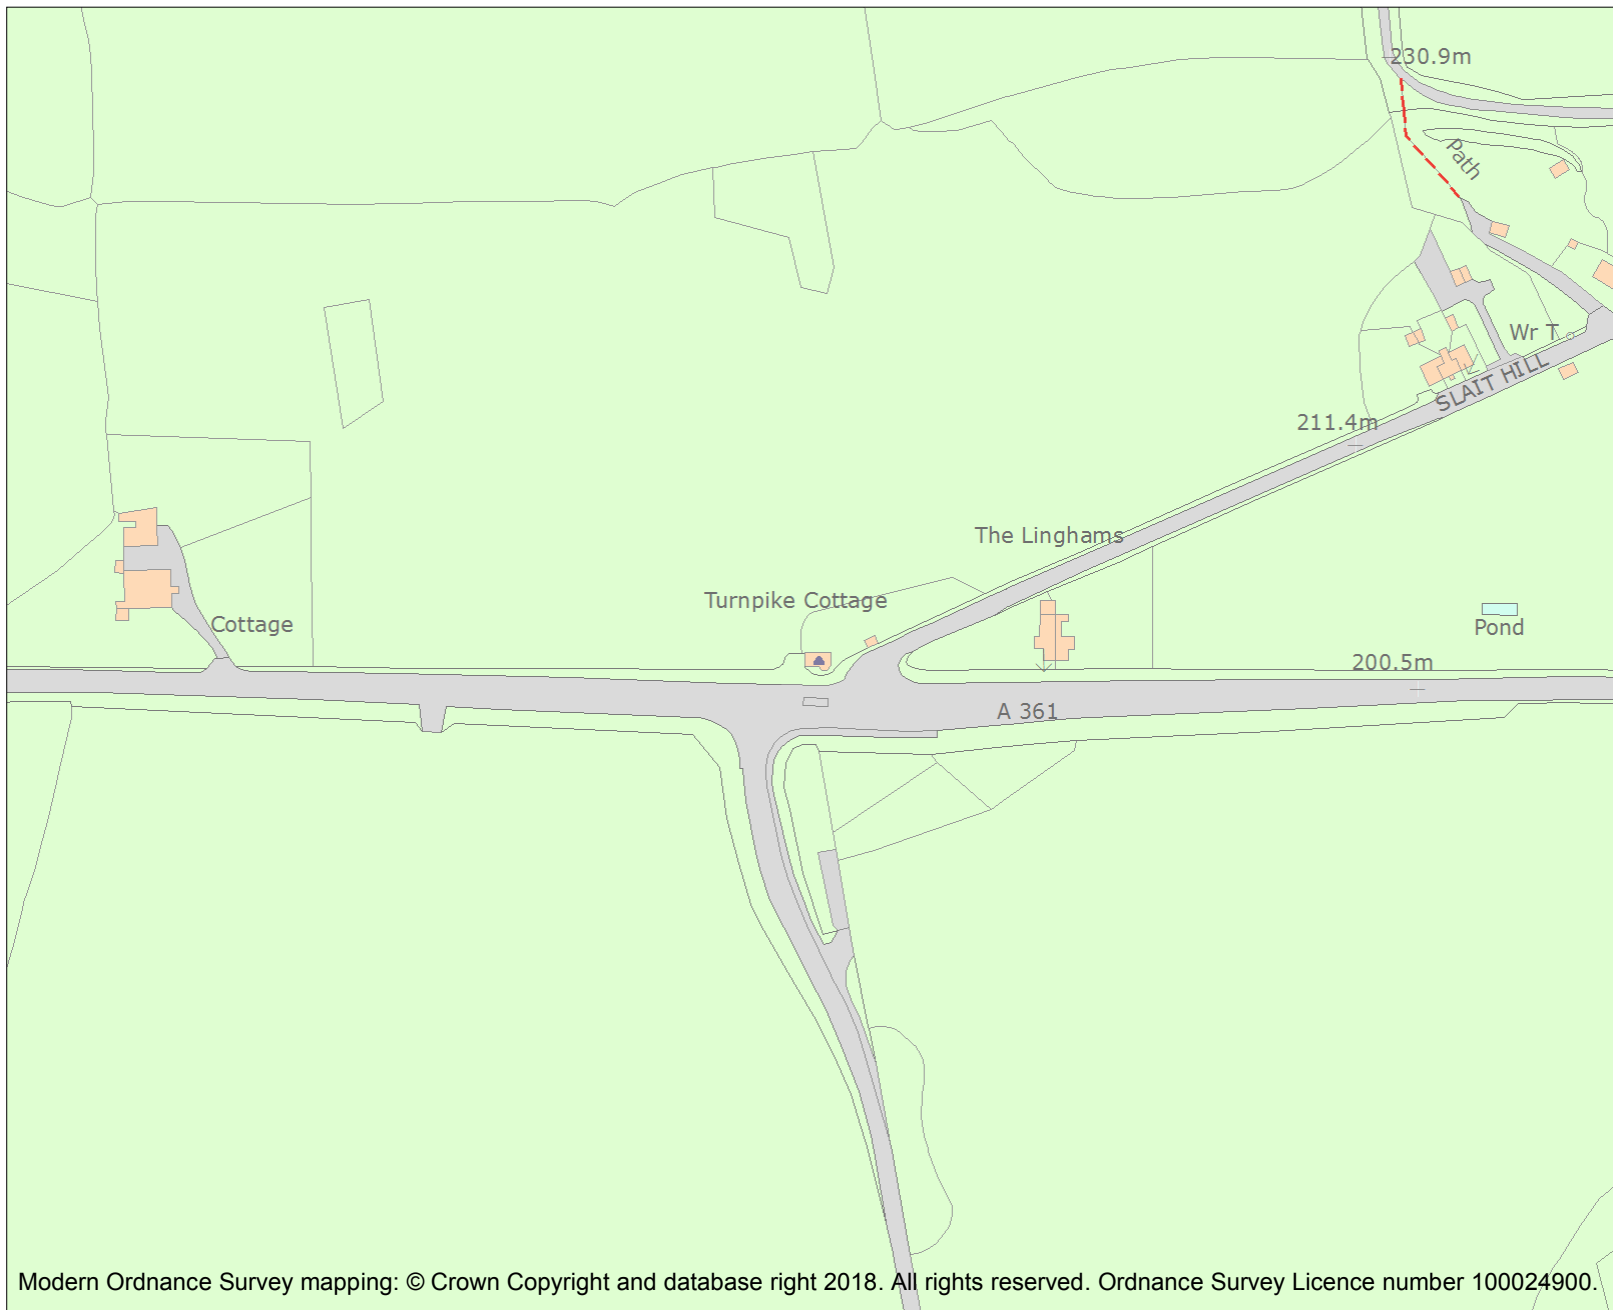 230.9m
Path
Wr T
SLAIT HILL
211.4m
The Linghams
Turnpike Cottage
Cottage
Pond
200.5m
A 361
Modern Ordnance Survey mapping: © Crown Copyright and database right 2018. All rights reserved. Ordnance Survey Licence number 100024900.